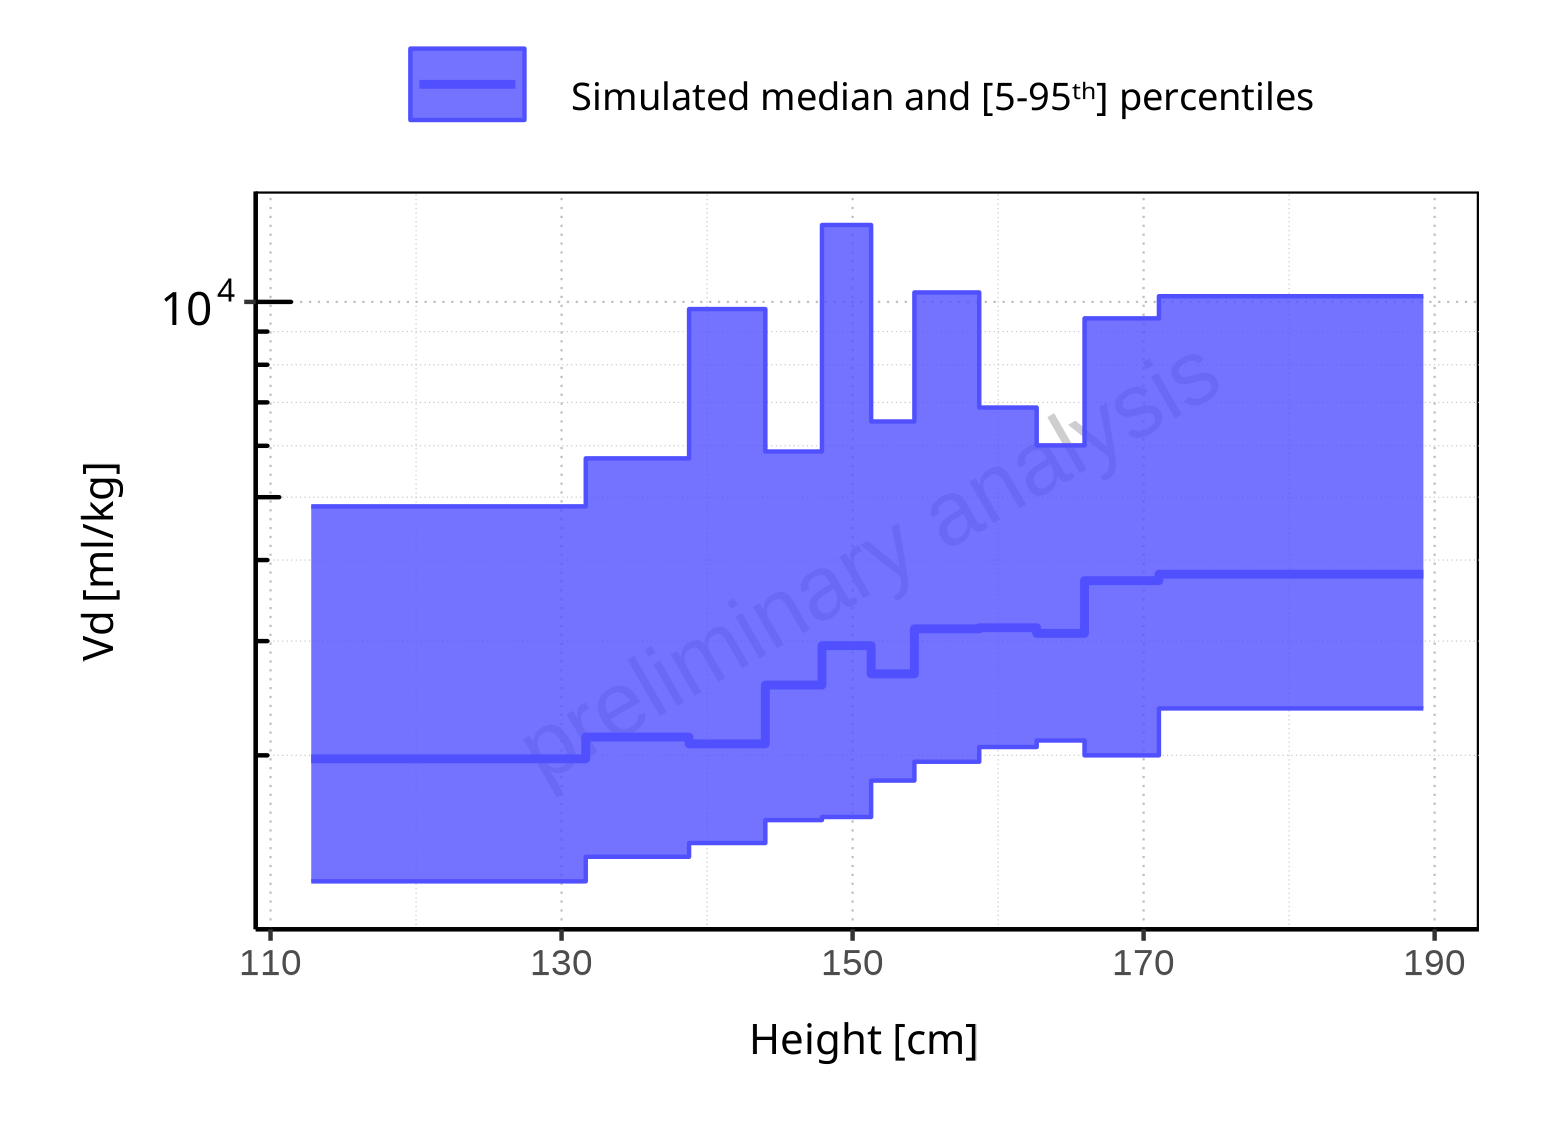 Simulated median and [5-95ᵗʰ] percentiles
10⁴
Vd [ml/kg]
preliminary analysis
110 130 150 170 190
Height [cm]